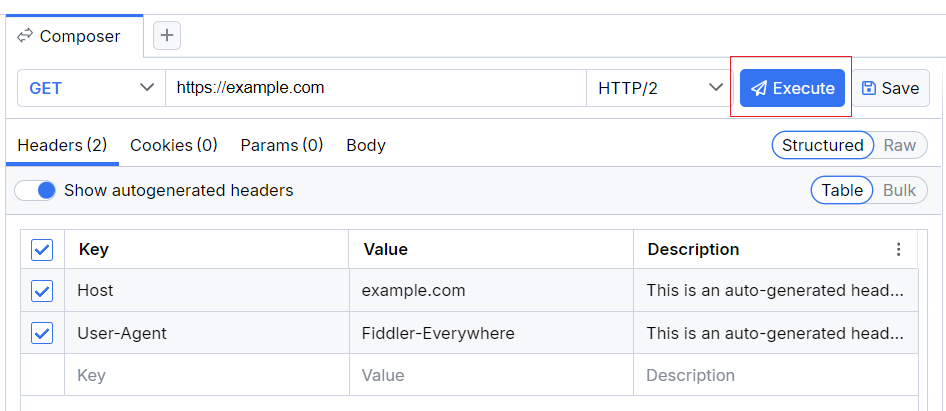 Composer
GET https://example.com HTTP/2 Execute Save
Headers (2) Cookies (0) Params (0) Body Structured Raw
Show autogenerated headers Table Bulk
Key Value Description
Host example.com This is an auto-generated head...
User-Agent Fiddler-Everywhere This is an auto-generated head...
Key Value Description